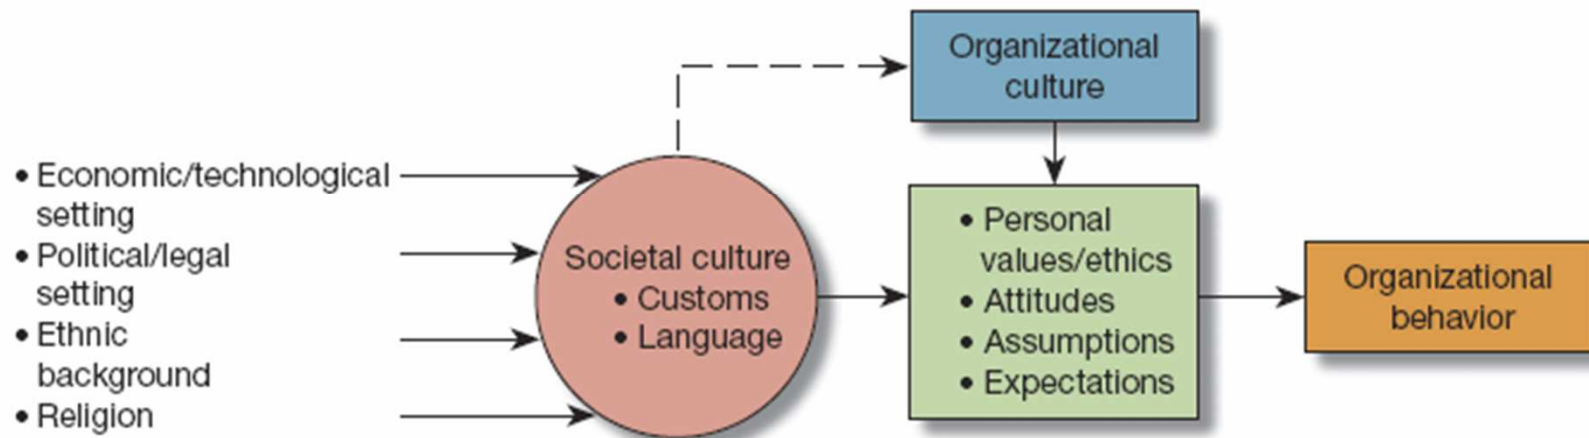 • Economic/technological
setting
• Political/legal
setting
• Ethnic
background
• Religion
Societal culture
• Customs
• Language
Organizational
culture
• Personal
values/ethics
• Attitudes
• Assumptions
• Expectations
Organizational
behavior